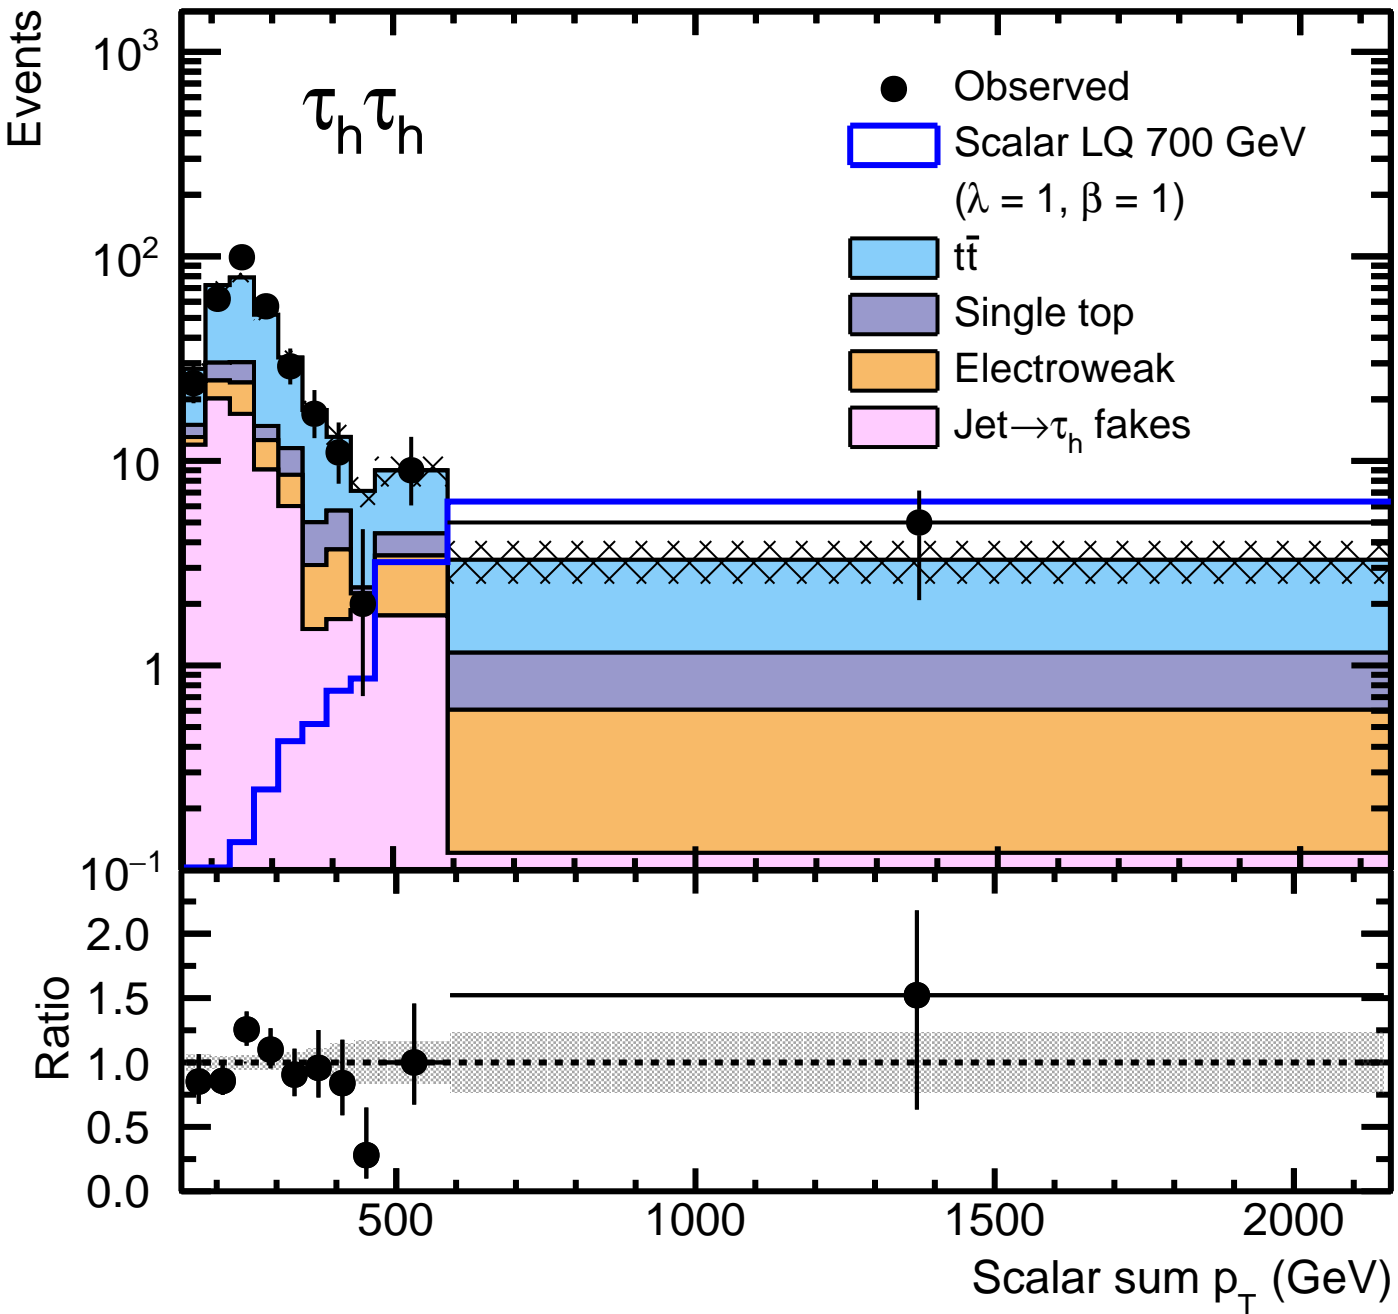 Events
10³
10²
10
1
10⁻¹
τₕτₕ
Observed
Scalar LQ 700 GeV
(λ = 1, β = 1)
tt̄
Single top
Electroweak
Jet→τₕ fakes
Ratio
2.0
1.5
1.0
0.5
0.0
500 1000 1500 2000
Scalar sum p_T (GeV)